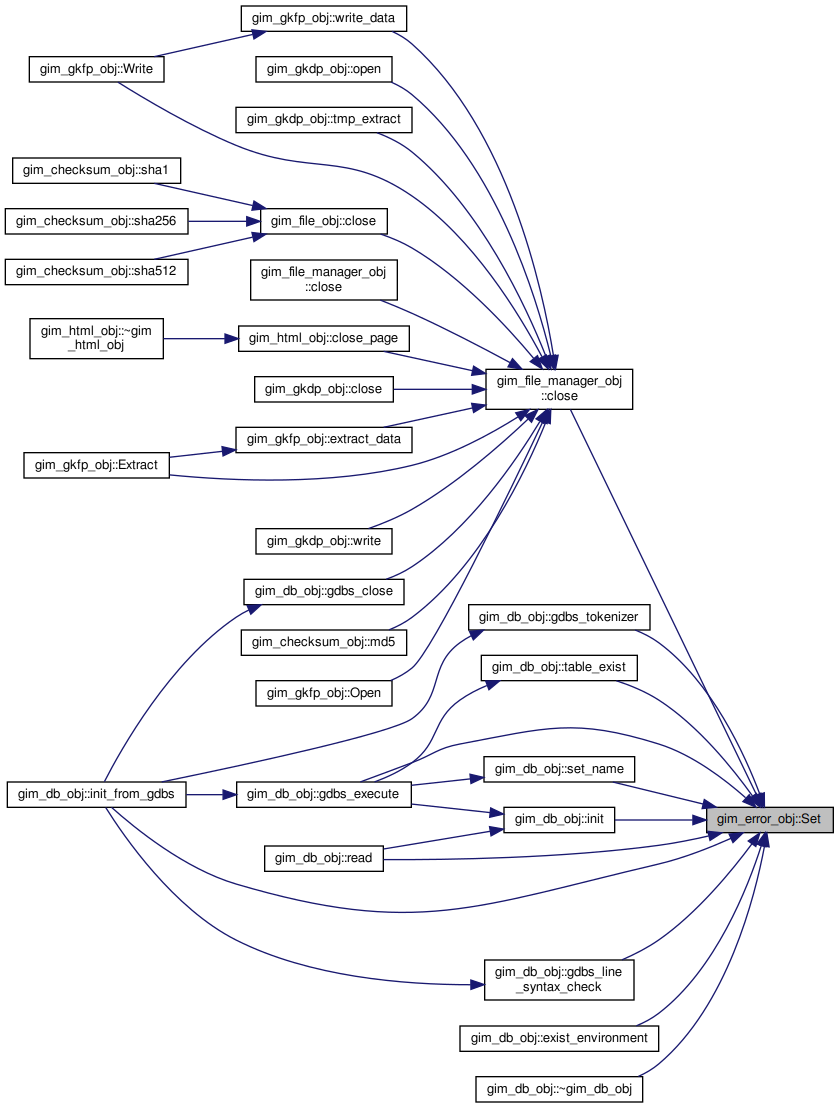 gim_gkfp_obj::write_data
gim_gkfp_obj::Write
gim_gkdp_obj::open
gim_gkdp_obj::tmp_extract
gim_checksum_obj::sha1
gim_checksum_obj::sha256
gim_file_obj::close
gim_checksum_obj::sha512
gim_file_manager_obj
::close
gim_html_obj::~gim
_html_obj
gim_html_obj::close_page
gim_gkdp_obj::close
gim_file_manager_obj
::close
gim_gkfp_obj::extract_data
gim_gkfp_obj::Extract
gim_gkdp_obj::write
gim_db_obj::gdbs_close
gim_db_obj::gdbs_tokenizer
gim_checksum_obj::md5
gim_db_obj::table_exist
gim_gkfp_obj::Open
gim_db_obj::set_name
gim_db_obj::init_from_gdbs
gim_db_obj::gdbs_execute
gim_db_obj::init
gim_error_obj::Set
gim_db_obj::read
gim_db_obj::gdbs_line
_syntax_check
gim_db_obj::exist_environment
gim_db_obj::~gim_db_obj